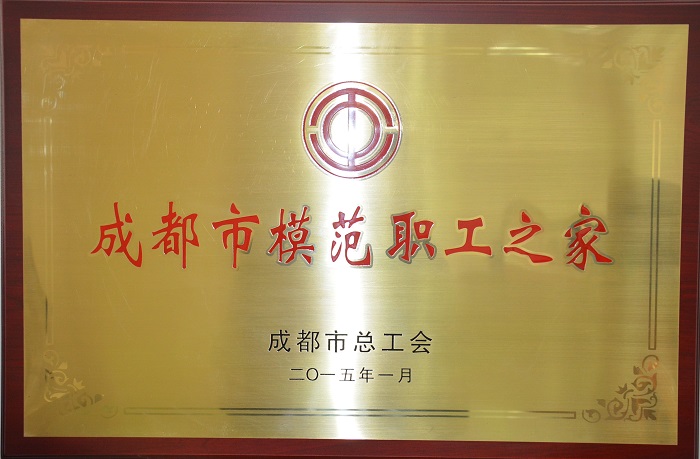 成都市模范职工之家
成都市总工会
二〇一五年一月